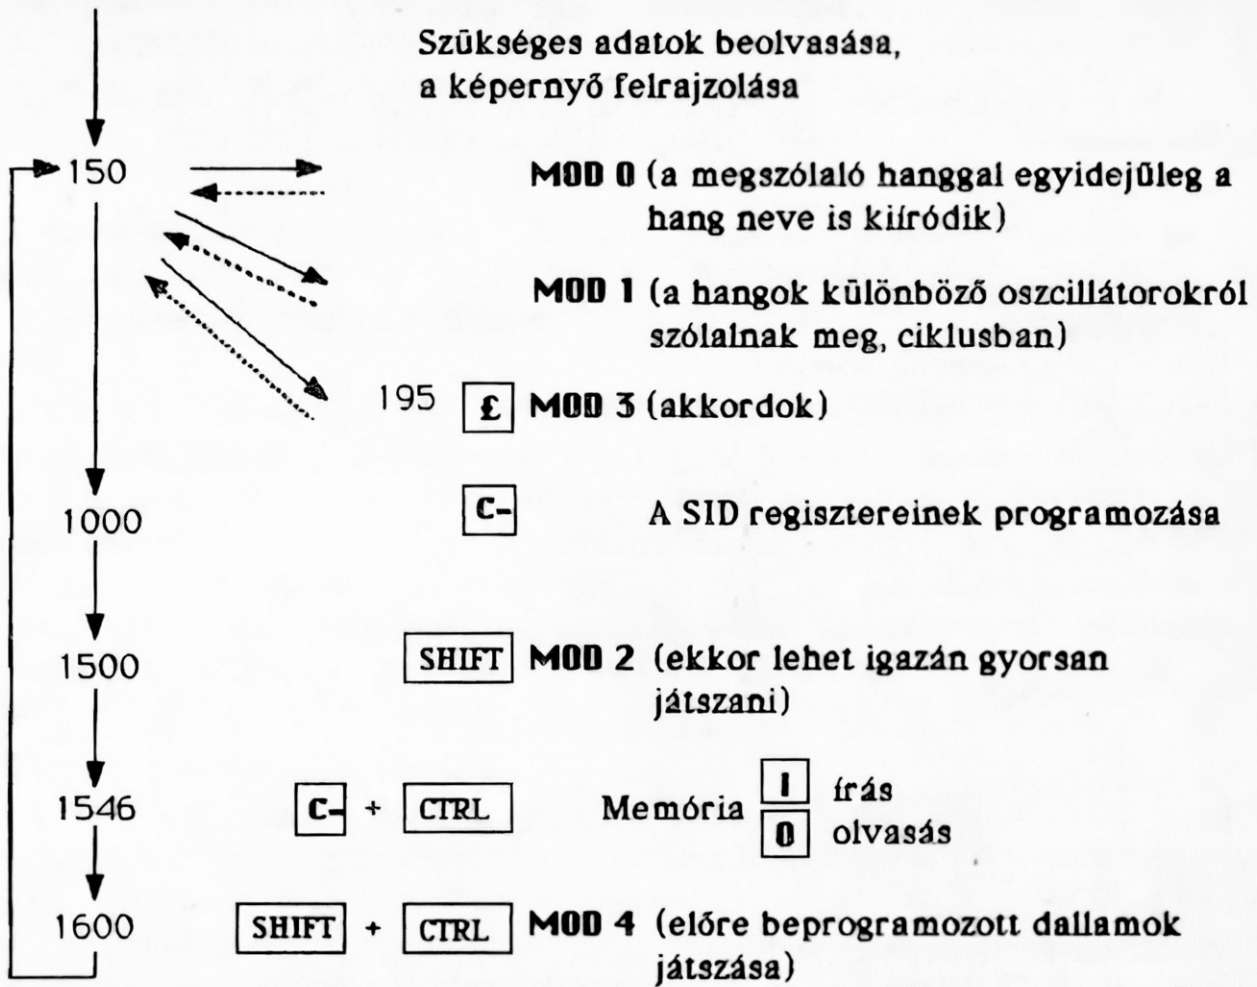 Szükséges adatok beolvasása,
a képernyő felrajzolása
150 MOD 0 (a megszólaló hanggal egyidejűleg a
hang neve is kiíródik)
MOD 1 (a hangok különböző oszcillátorokról
szólalnak meg, ciklusban)
195 £ MOD 3 (akkordok)
1000 C- A SID regisztereinek programozása
1500 SHIFT MOD 2 (ekkor lehet igazán gyorsan
játszani)
1546 C- + CTRL Memória I írás
O olvasás
1600 SHIFT + CTRL MOD 4 (előre beprogramozott dallamok
játszása)